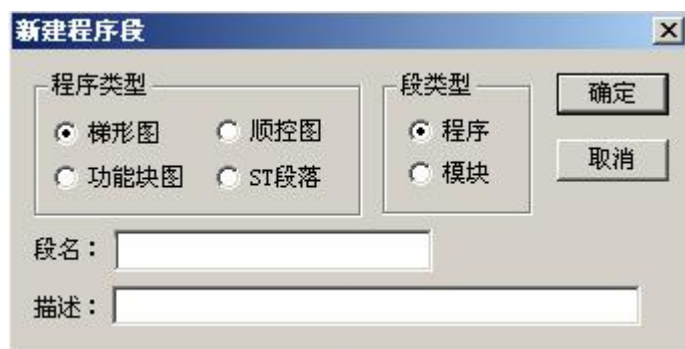 新建程序段
程序类型
梯形图 顺控图
功能块图 ST段落
段类型
程序
模块
确定
取消
段名：
描述：